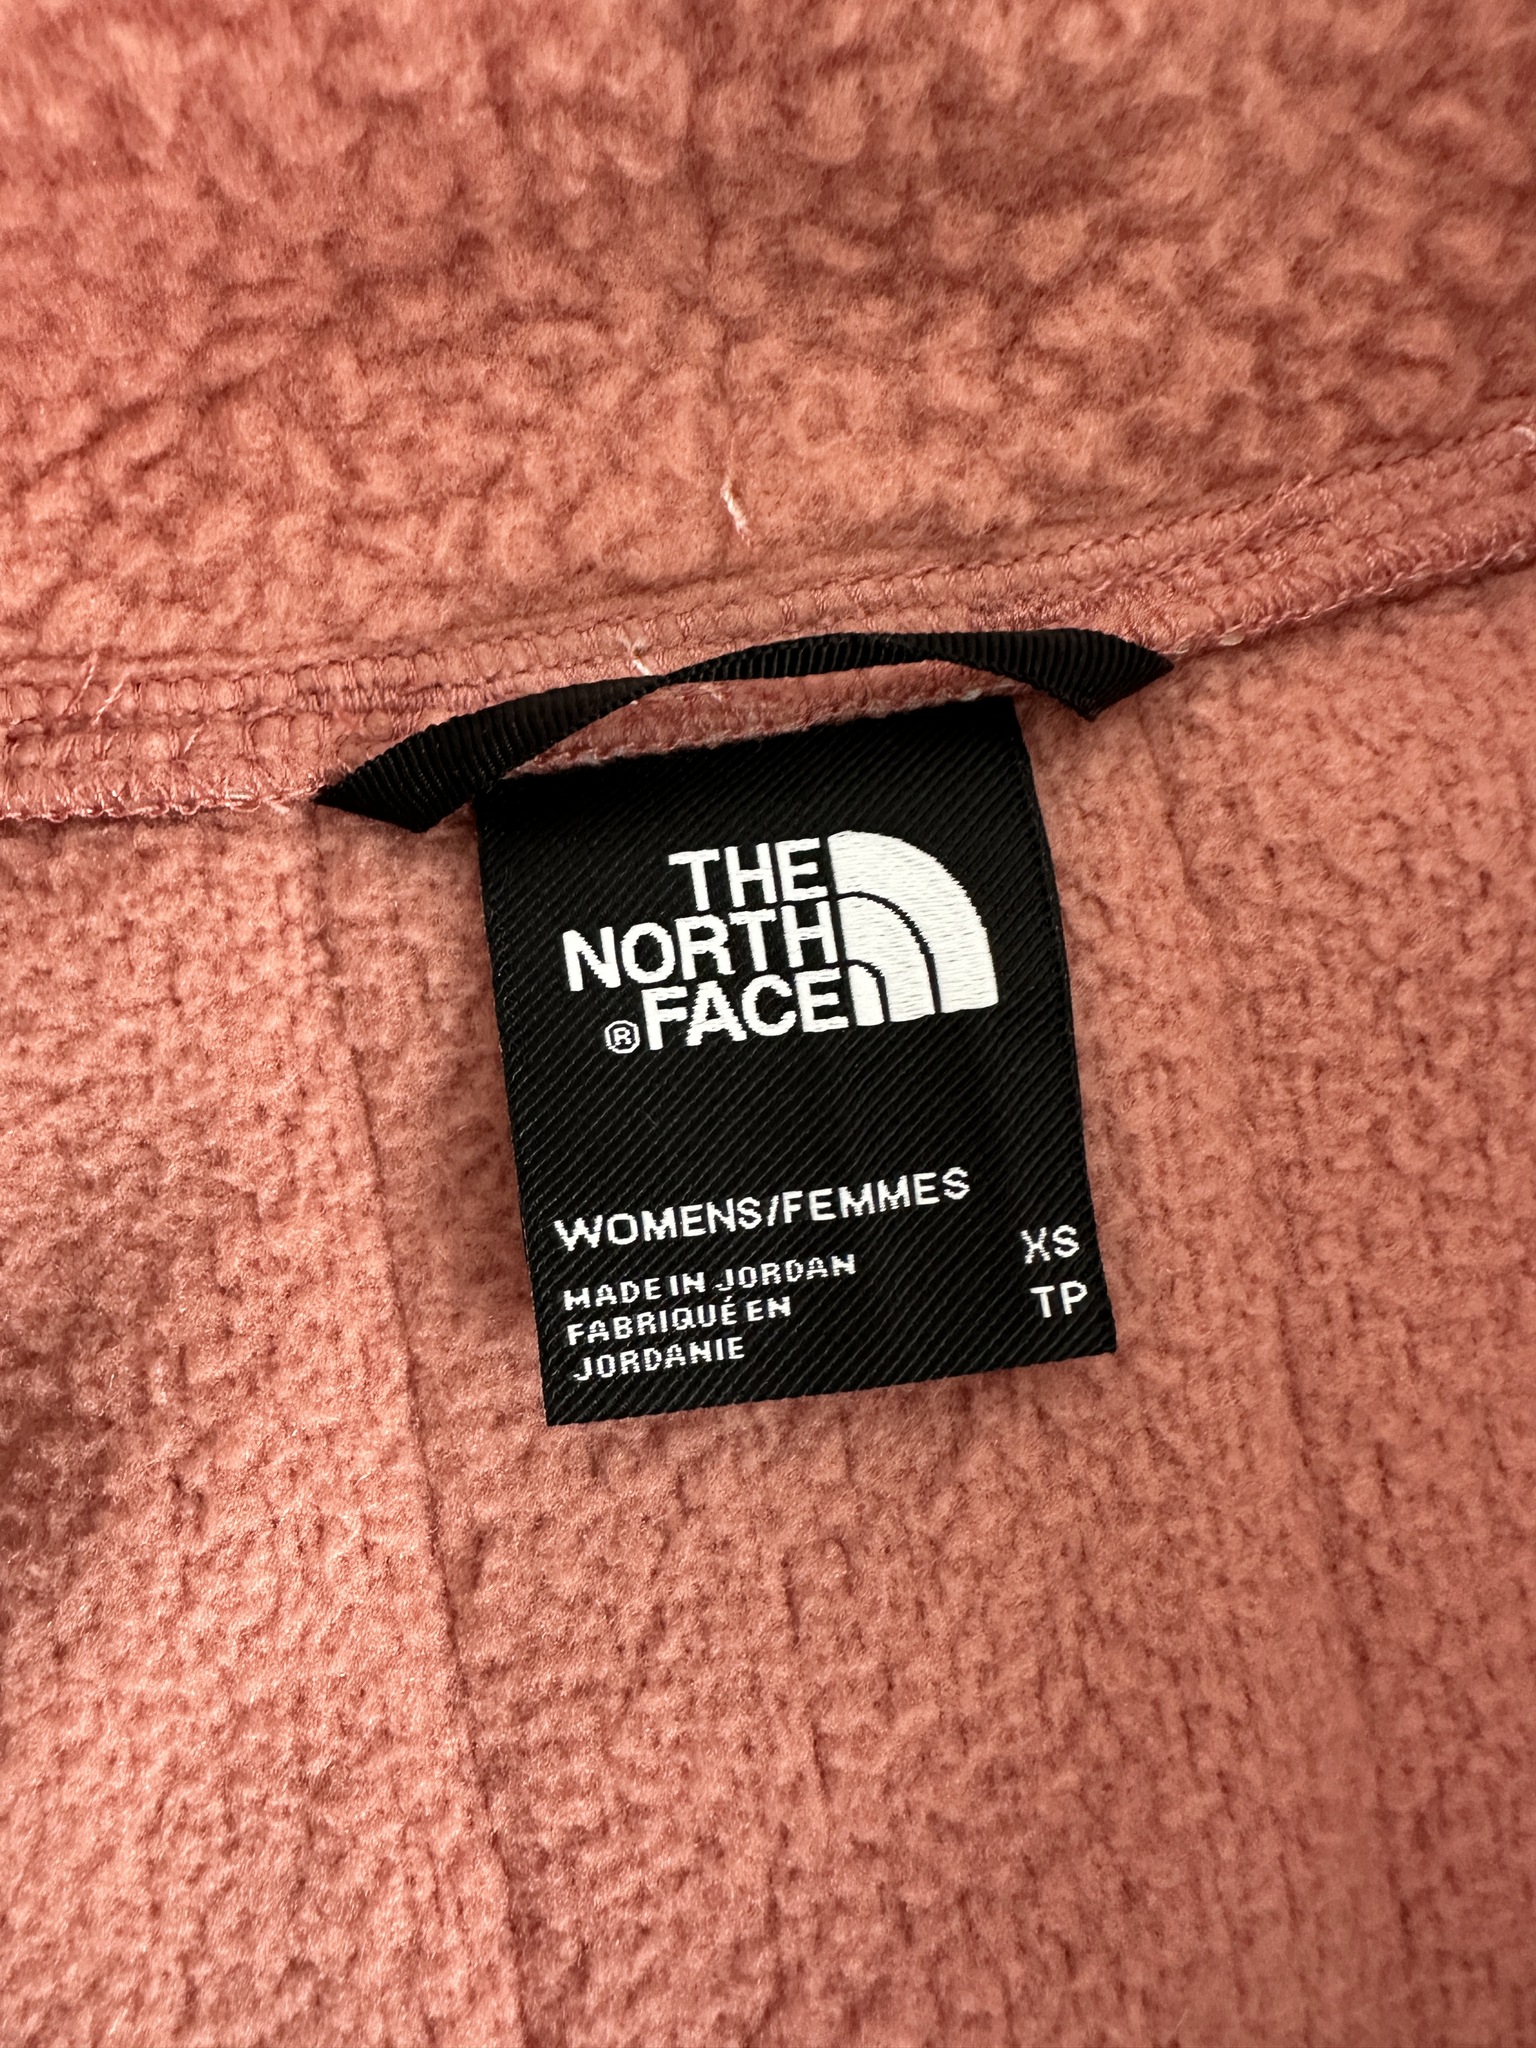 THE
NORTH
® FACE
WOMENS/FEMMES
MADE IN JORDAN
FABRIQUÉ EN
JORDANIE
XS
TP